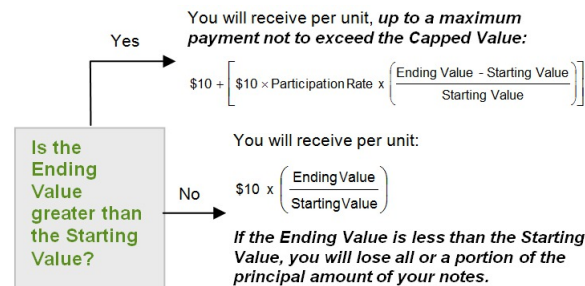 You will receive per unit, up to a maximum
payment not to exceed the Capped Value:
Yes
$10 + [ $10 × Participation Rate x ( Ending Value - Starting Value / Starting Value ) ]
Is the
Ending
Value
greater than
the Starting
Value?
No
You will receive per unit:
$10 x ( Ending Value / Starting Value )
If the Ending Value is less than the Starting
Value, you will lose all or a portion of the
principal amount of your notes.